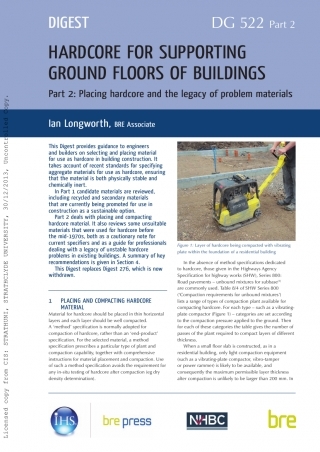 DIGEST
DG 522 Part 2
HARDCORE FOR SUPPORTING
GROUND FLOORS OF BUILDINGS
Part 2: Placing hardcore and the legacy of problem materials
Ian Longworth, BRE Associate
This Digest provides guidance to engineers
and builders on selecting and placing material
for use as hardcore in building construction. It
takes account of recent standards for specifying
aggregate materials for use as hardcore, ensuring
that the material is both physically stable and
chemically inert.
In Part 1 candidate materials are reviewed,
including recycled and secondary materials
that are currently being promoted for use in
construction as a sustainable option.
Part 2 deals with placing and compacting
hardcore material. It also reviews some unsuitable
materials that were used for hardcore before
the mid-1970s, both as a cautionary note for
current specifiers and as a guide for professionals
dealing with a legacy of unstable hardcore
problems in existing buildings. A summary of key
recommendations is given in Section 4.
This Digest replaces Digest 276, which is now
withdrawn.
1 PLACING AND COMPACTING HARDCORE
MATERIAL
Material for hardcore should be placed in thin horizontal
layers and each layer should be well compacted.
A 'method' specification is normally adopted for
compaction of hardcore, rather than an 'end-product'
specification. For the selected material, a method
specification prescribes a particular type of plant and
compaction capability, together with comprehensive
instructions for material placement and compaction. Use
of such a method specification avoids the requirement for
any in-situ testing of hardcore after compaction (eg dry
density determination).
Figure 1: Layer of hardcore being compacted with vibrating
plate within the foundation of a residential building
In the absence of method specifications dedicated
to hardcore, those given in the Highways Agency
Specification for highway works (SHW), Series 800:
Road pavements – unbound mixtures for subbase
are commonly used. Table 8/4 of SHW Series 800
('Compaction requirements for unbound mixtures')
lists a range of types of compaction plant available for
compacting hardcore. For each type – such as a vibrating-
plate compactor (Figure 1) – categories are set according
to the compaction pressure applied to the ground. Then
for each of these categories the table gives the number of
passes of the plant required to compact layers of different
thickness.
When a small floor slab is constructed, as in a
residential building, only light compaction equipment
(such as a vibrating-plate compactor, vibro-tamper
or power rammer) is likely to be available, and
consequently the maximum permissible layer thickness
after compaction is unlikely to be larger than 200 mm. In
IHS
bre press
NHBC
bre
Licensed copy from CIS: STRATHUNI, STRATHCLYDE UNIVERSITY, 30/12/2013, Uncontrolled Copy.